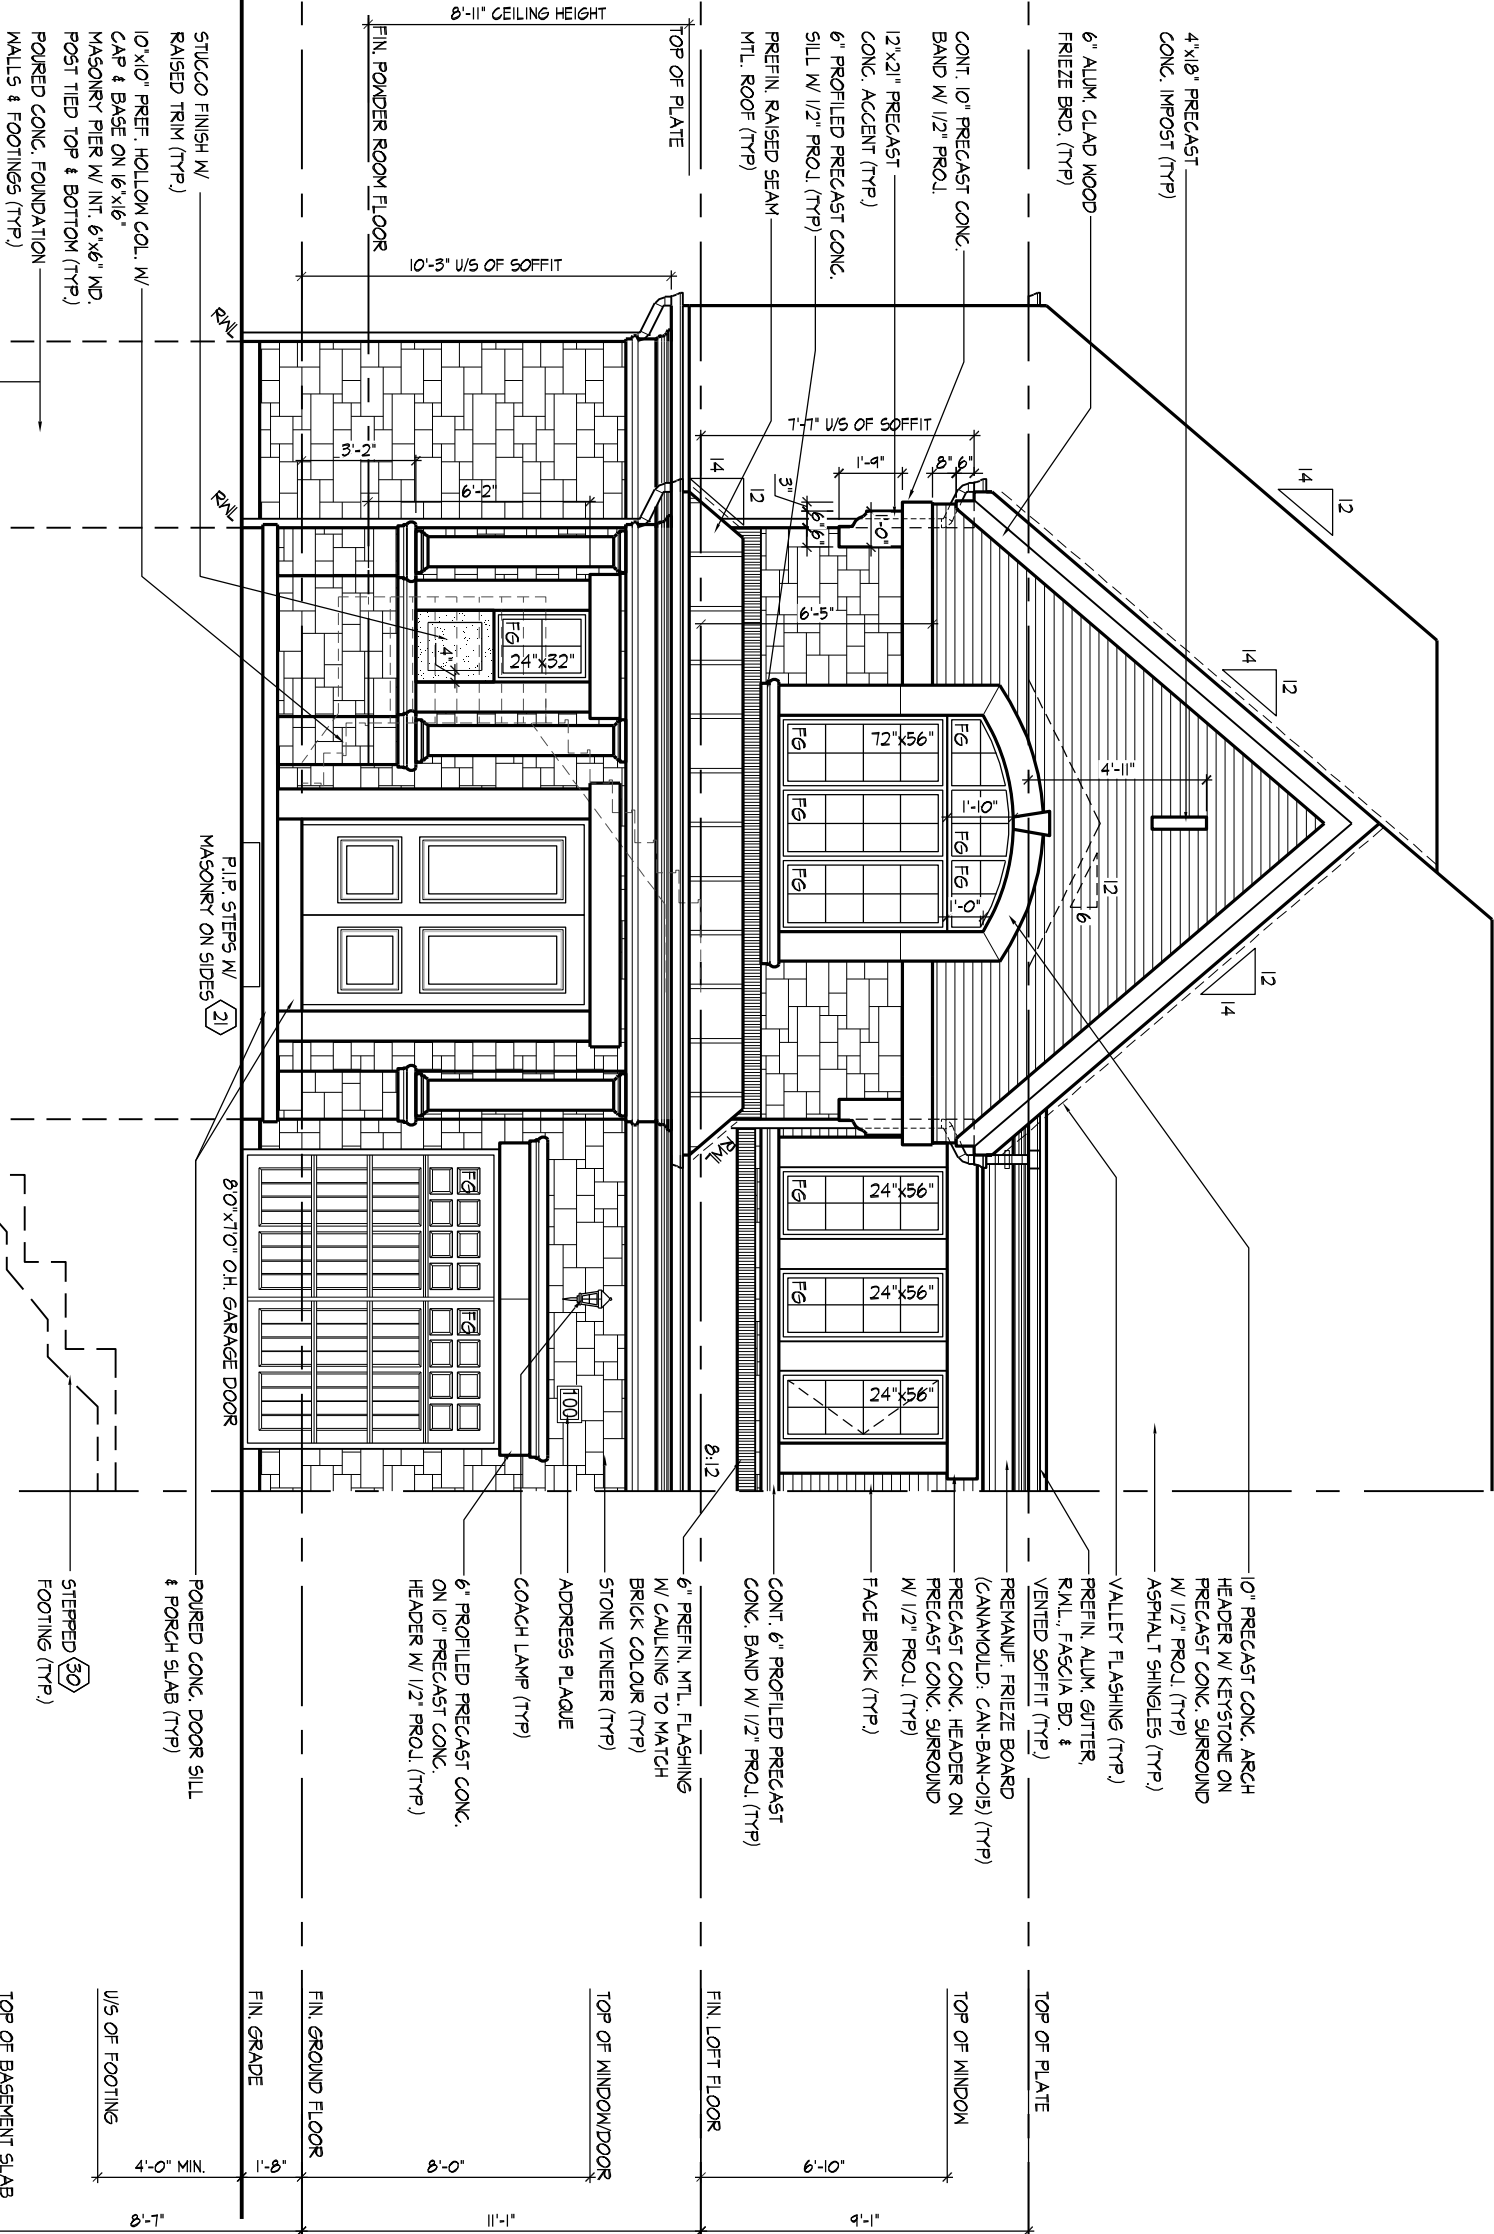 4"x18" PRECAST
CONC. IMPOST (TYP)
6" ALUM. CLAD WOOD
FRIEZE BRD. (TYP)
CONT. 10" PRECAST CONC.
BAND W/ 1/2" PROJ.
12"x21" PRECAST
CONC. ACCENT (TYP.)
6" PROFILED PRECAST CONC.
SILL W/ 1/2" PROJ. (TYP)
PREFIN. RAISED SEAM
MTL. ROOF (TYP)
TOP OF PLATE
8'-11" CEILING HEIGHT
FIN. POWDER ROOM FLOOR
STUCCO FINISH W/
RAISED TRIM (TYP.)
10"x10" PREF. HOLLOW COL. W/
CAP & BASE ON 16"x16"
MASONRY PIER W/ INT. 6"x6" WD.
POST TIED TOP & BOTTOM (TYP.)
POURED CONC. FOUNDATION
WALLS & FOOTINGS (TYP.)
10'-3" U/S OF SOFFIT
7'-7" U/S OF SOFFIT
RWL
RWL
RWL
3'-2"
6'-2"
14
12
14
12
14
12
12
14
12
6
1'-9"
8"
6"
3"
6"
6"
1'-0"
6'-5"
4'-11"
1'-10"
1'-0"
FG
FG
FG
72"x56"
FG
FG
FG
FG
24"x56"
FG
24"x56"
24"x56"
FG
24"x32"
4"
8:12
100
FG
FG
8'0"x7'0" O.H. GARAGE DOOR
P.I.P. STEPS W/
MASONRY ON SIDES
21
10" PRECAST CONC. ARCH
HEADER W/ KEYSTONE ON
PRECAST CONC. SURROUND
W/ 1/2" PROJ. (TYP)
ASPHALT SHINGLES (TYP.)
VALLEY FLASHING (TYP.)
PREFIN. ALUM. GUTTER,
R.W.L., FASCIA BD. &
VENTED SOFFIT (TYP.)
PREMANUF. FRIEZE BOARD
(CANAMOULD: CAN-BAN-015) (TYP)
PRECAST CONC. HEADER ON
PRECAST CONC. SURROUND
W/ 1/2" PROJ. (TYP)
FACE BRICK (TYP.)
CONT. 6" PROFILED PRECAST
CONC. BAND W/ 1/2" PROJ. (TYP)
6" PREFIN. MTL. FLASHING
W/ CAULKING TO MATCH
BRICK COLOUR (TYP)
STONE VENEER (TYP)
ADDRESS PLAQUE
COACH LAMP (TYP)
6" PROFILED PRECAST CONC.
ON 10" PRECAST CONC.
HEADER W/ 1/2" PROJ. (TYP.)
POURED CONC. DOOR SILL
& PORCH SLAB (TYP)
STEPPED 30
FOOTING (TYP.)
TOP OF PLATE
TOP OF WINDOW
FIN. LOFT FLOOR
TOP OF WINDOW/DOOR
FIN. GROUND FLOOR
FIN. GRADE
U/S OF FOOTING
TOP OF BASEMENT SLAB
6'-10"
8'-0"
1'-8"
4'-0" MIN.
9'-1"
11'-1"
8'-7"